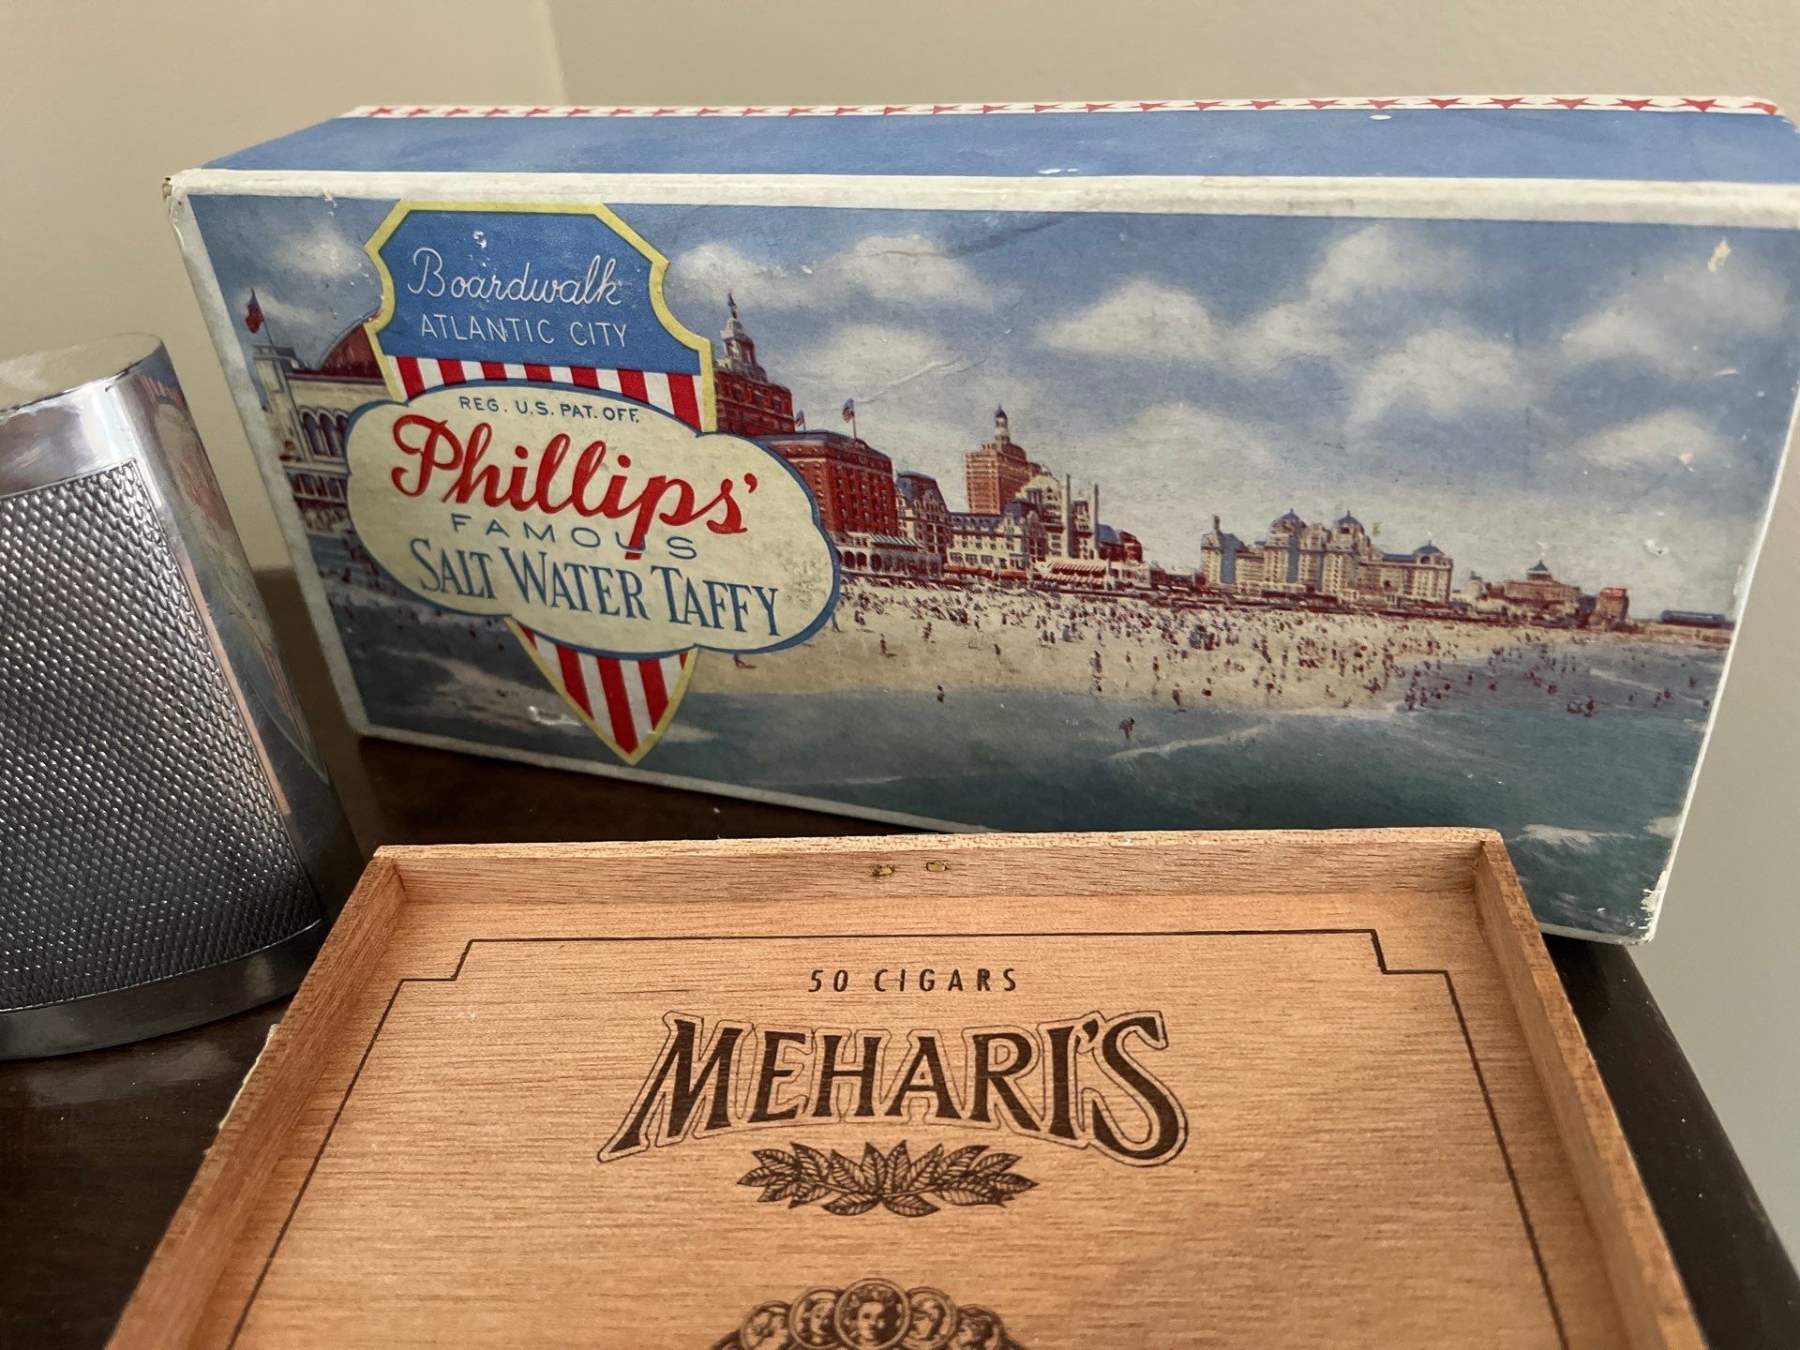 Boardwalk
ATLANTIC CITY
REG. U.S. PAT. OFF.
Phillips'
FAMOUS
SALT WATER TAFFY
50 CIGARS
MEHARI'S